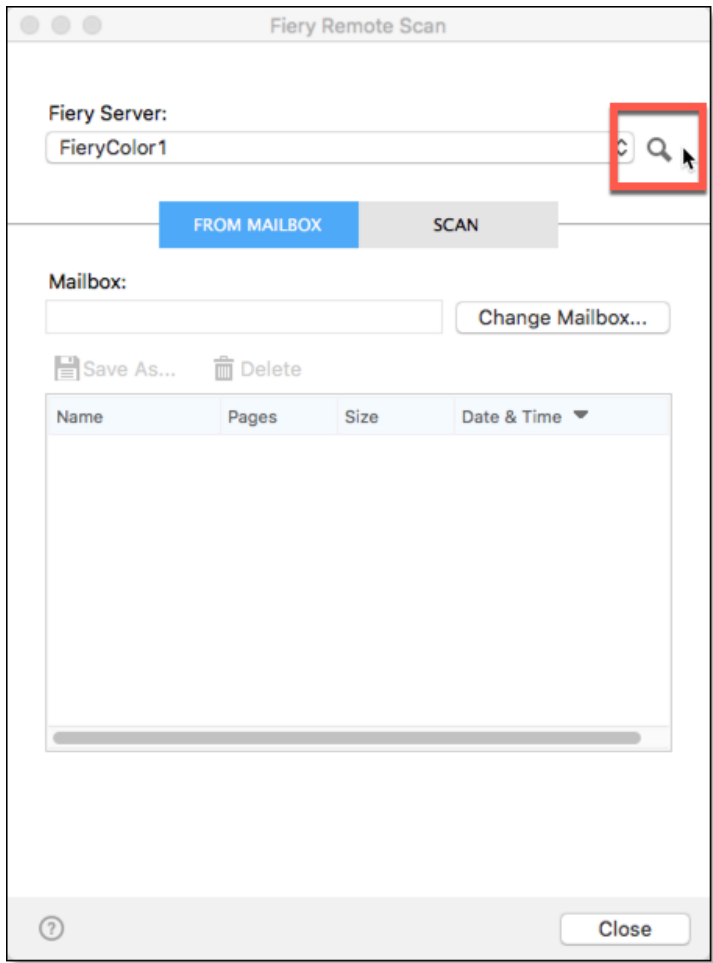 Fiery Remote Scan
Fiery Server:
FieryColor1
FROM MAILBOX SCAN
Mailbox:
Change Mailbox...
Save As... Delete
Name Pages Size Date & Time
?
Close